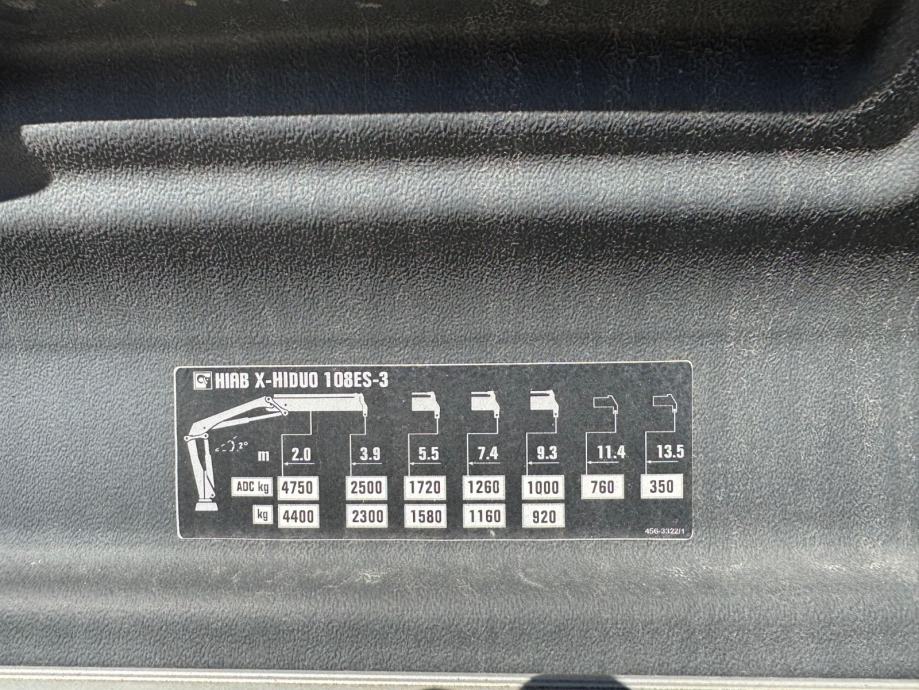 HIAB X-HIDUO 108ES-3
2°
m 2.0 3.9 5.5 7.4 9.3 11.4 13.5
ADC kg 4750 2500 1720 1260 1000 760 350
kg 4400 2300 1580 1160 920
456-3322/1